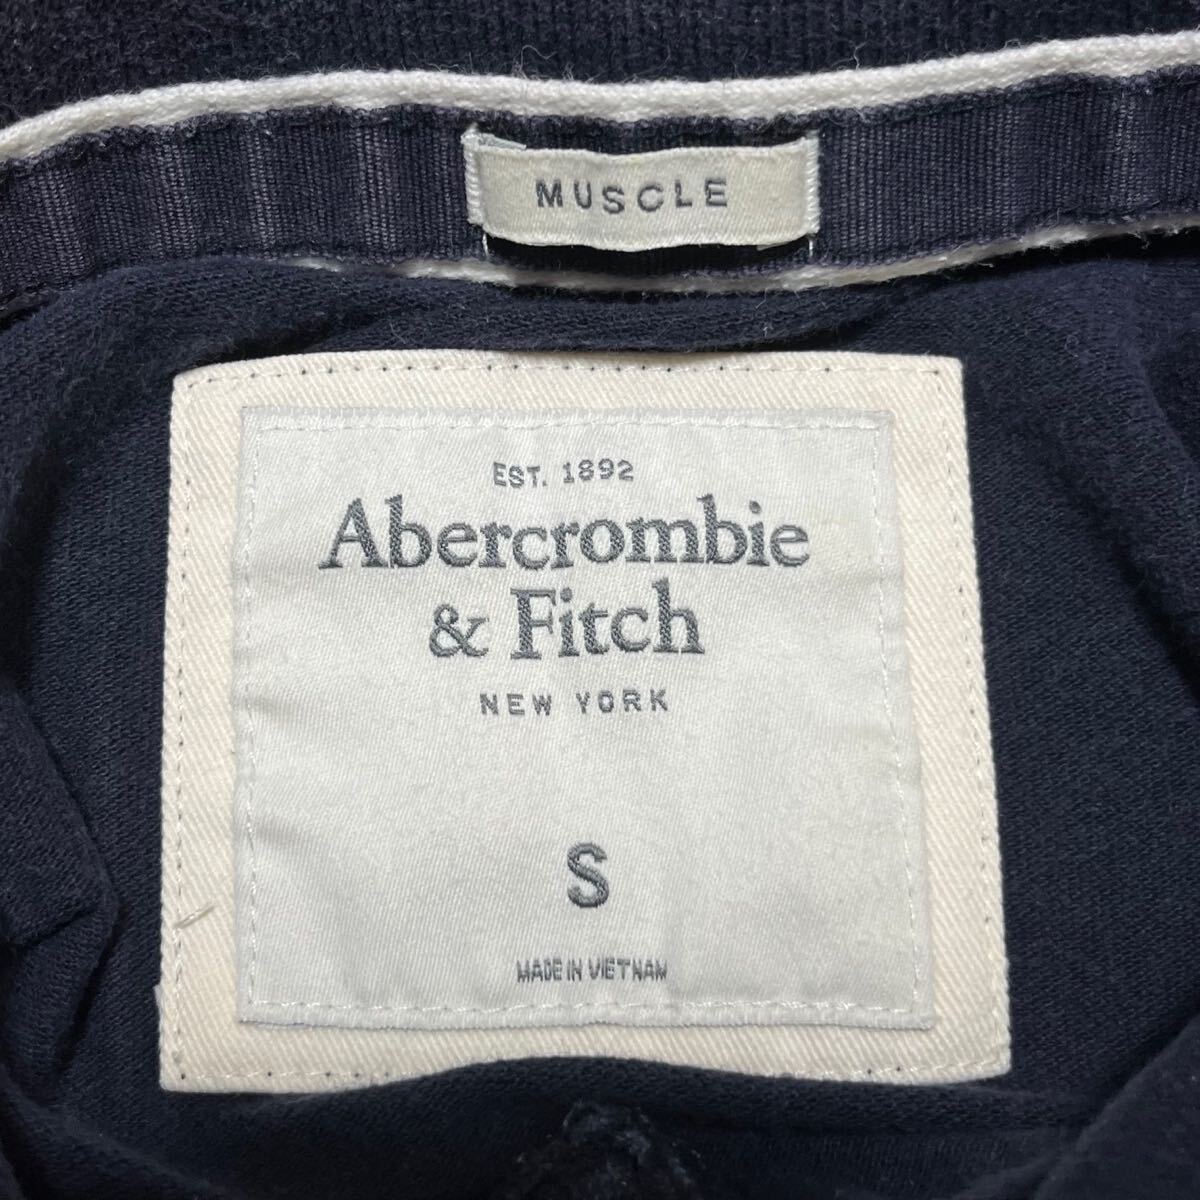 MUSCLE
EST. 1892
Abercrombie
& Fitch
NEW YORK
S
MADE IN VIETNAM